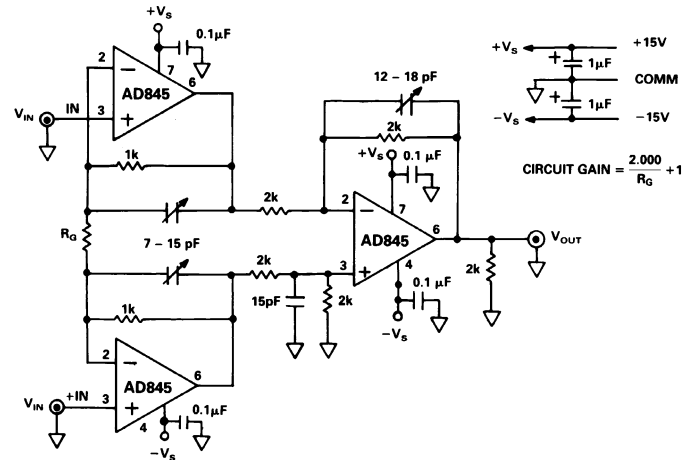 +VS
0.1μF
2
7
6
AD845
VIN
IN
3
1k
7 – 15 pF
RG
1k
2
6
AD845
VIN
+IN
3
4
0.1μF
–VS
12 – 18 pF
2k
+VS
0.1 μF
2k
2
7
6
AD845
VOUT
2k
3
4
15pF
2k
2k
0.1 μF
–VS
+VS
+15V
+
1μF
COMM
+
1μF
–VS
–15V
CIRCUIT GAIN = 2.000
RG
+1